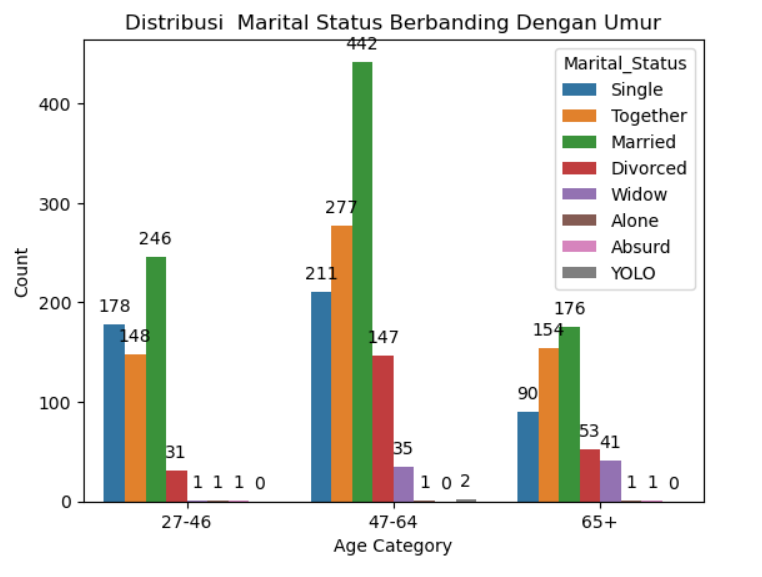 Distribusi  Marital Status Berbanding Dengan Umur
442
Marital_Status
Single
Together
Married
Divorced
Widow
Alone
Absurd
YOLO
400
300
200
100
0
Count
178
148
246
31
1
1
1
0
211
277
147
35
1
0
2
90
154
176
53
41
1
1
0
27-46
47-64
65+
Age Category